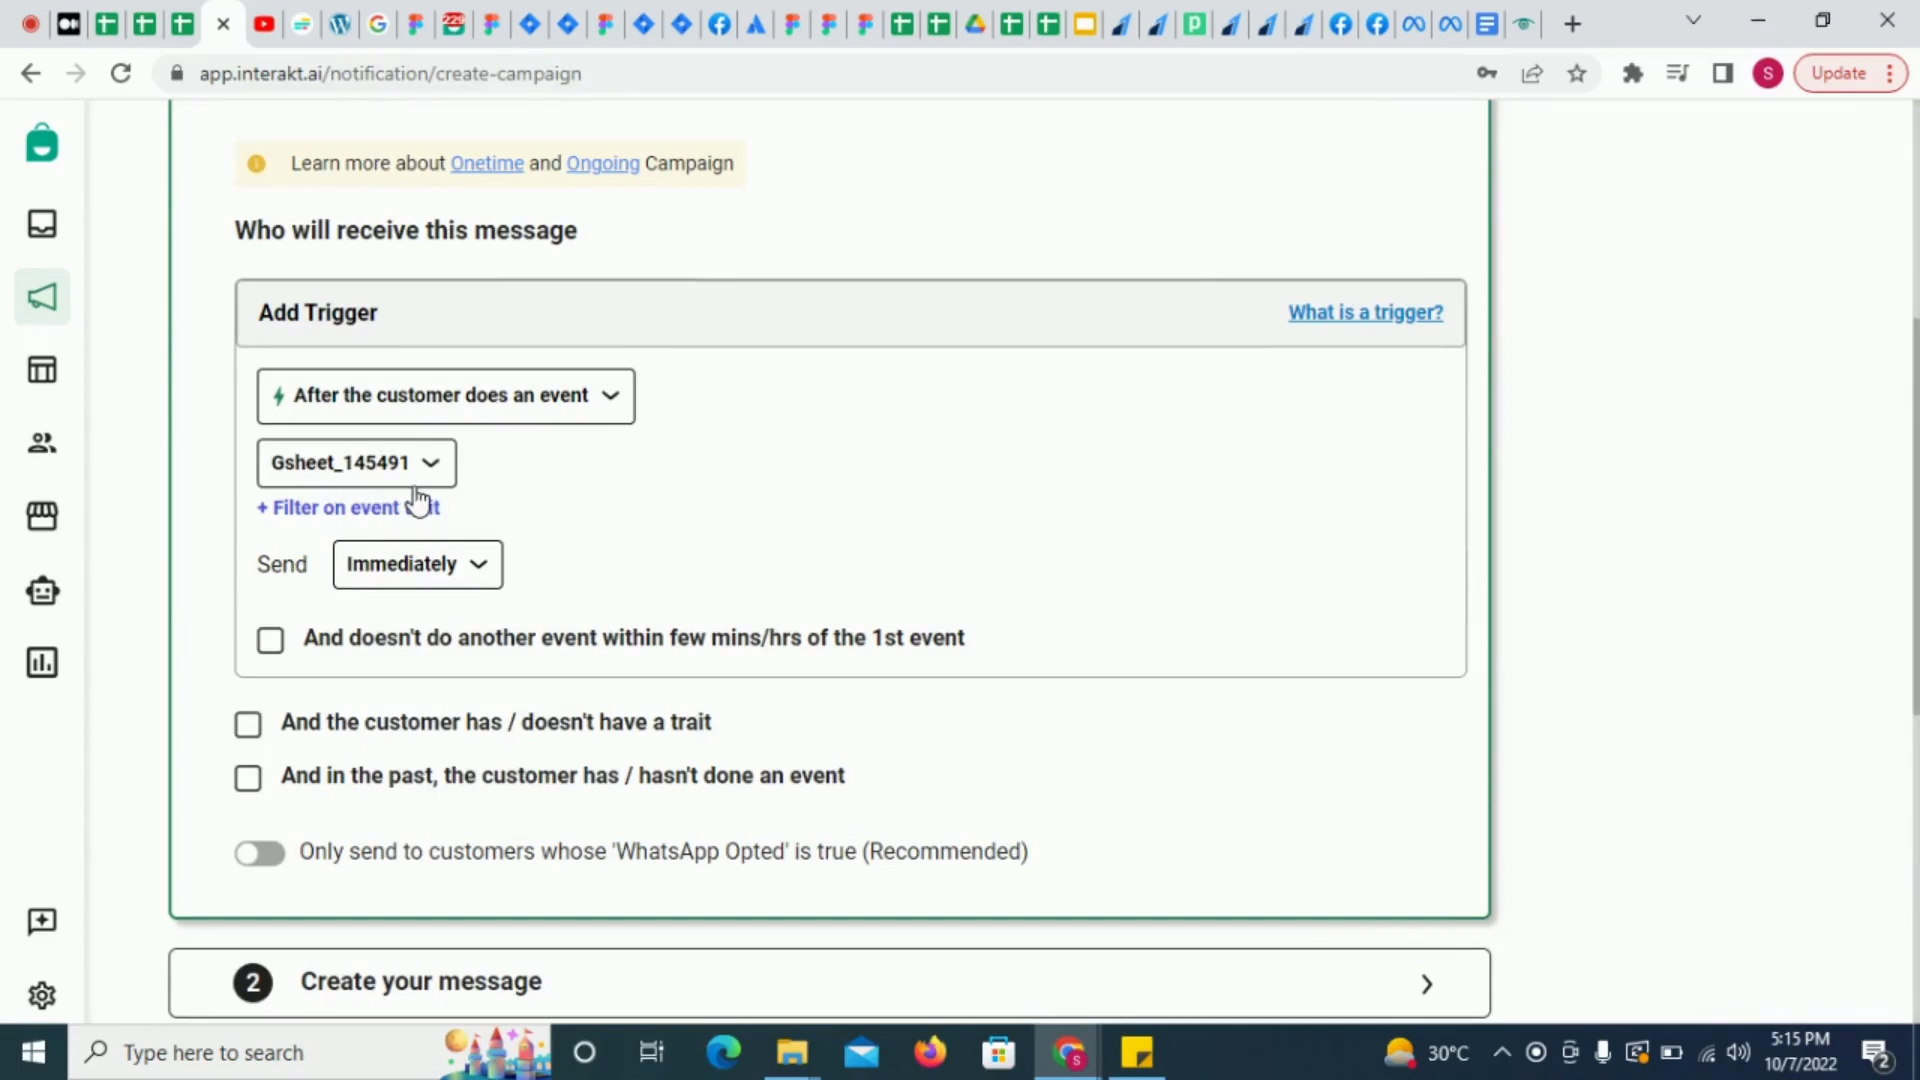 app.interakt.ai/notification/create-campaign
S
Update
Learn more about Onetime and Ongoing Campaign
Who will receive this message
Add Trigger
What is a trigger?
After the customer does an event
Gsheet_145491
+ Filter on event
Send
Immediately
And doesn't do another event within few mins/hrs of the 1st event
And the customer has / doesn't have a trait
And in the past, the customer has / hasn't done an event
Only send to customers whose 'WhatsApp Opted' is true (Recommended)
2
Create your message
Type here to search
30°C
5:15 PM
10/7/2022
2